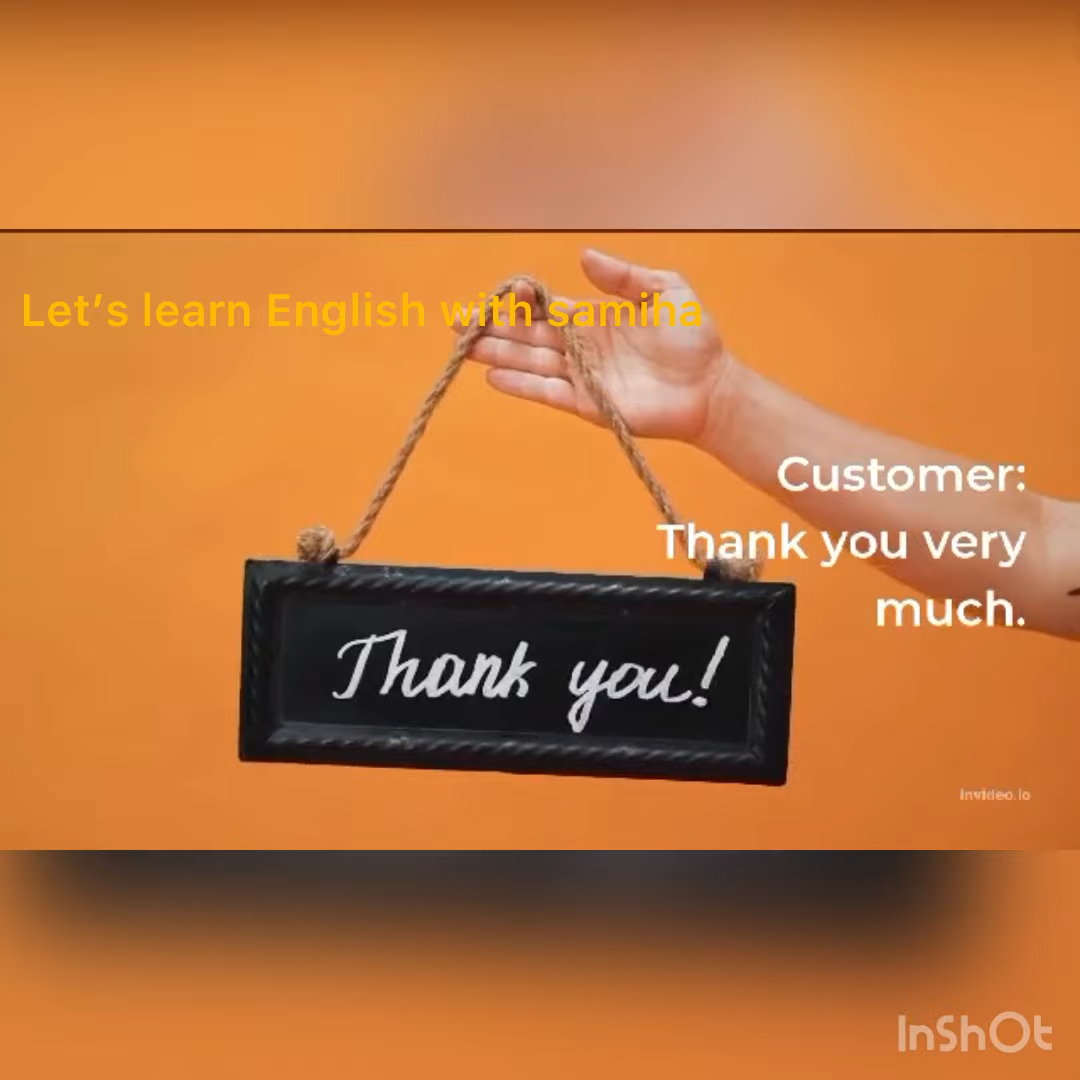 Let’s learn English with samiha
Customer:
Thank you very
much.
Thank you!
invideo.io
InShOt